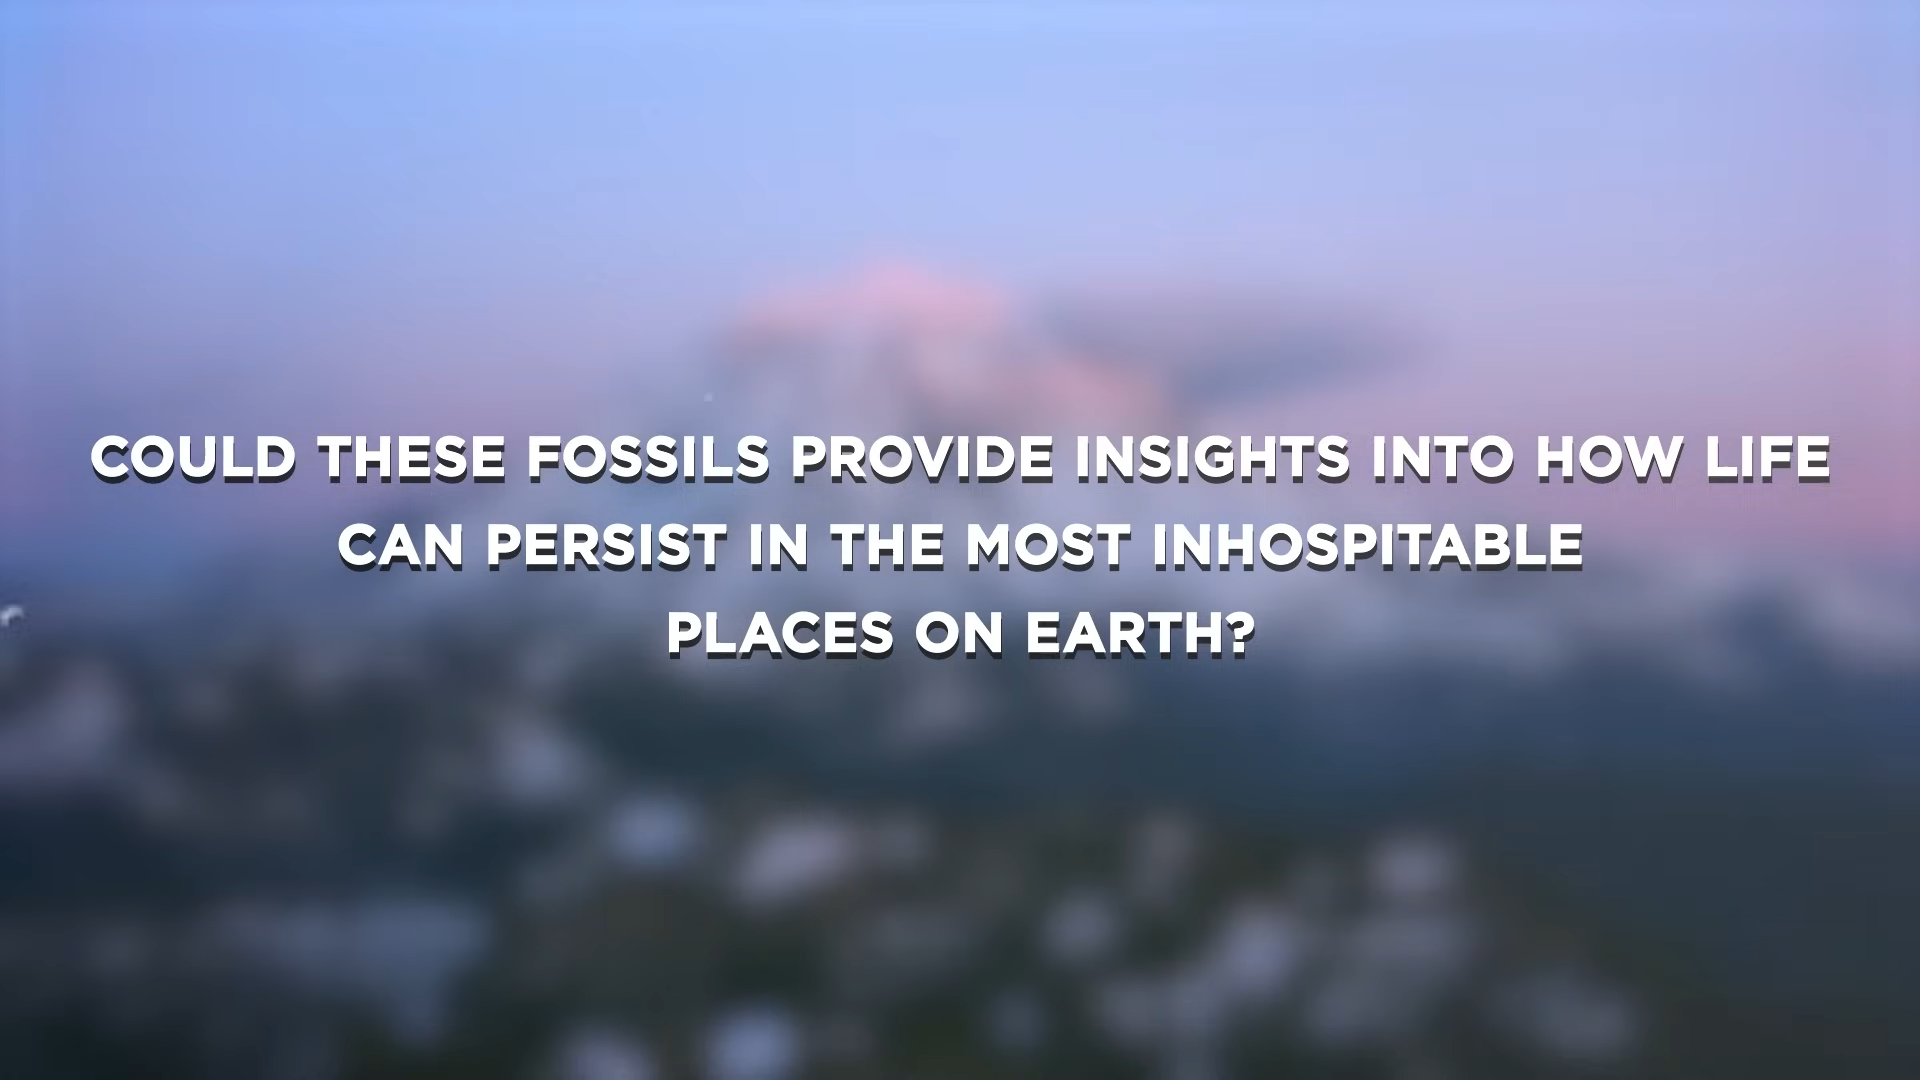 COULD THESE FOSSILS PROVIDE INSIGHTS INTO HOW LIFE
CAN PERSIST IN THE MOST INHOSPITABLE
PLACES ON EARTH?